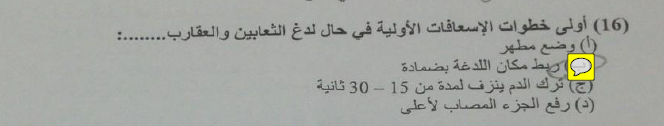 (16) أولى خطوات الإسعافات الأولية في حال لدغ الثعابين والعقارب.........:
(أ) وضع مطهر
ربط مكان اللدغة بضمادة
(ج) ترك الدم ينزف لمدة من 15 – 30 ثانية
(د) رفع الجزء المصاب لأعلى